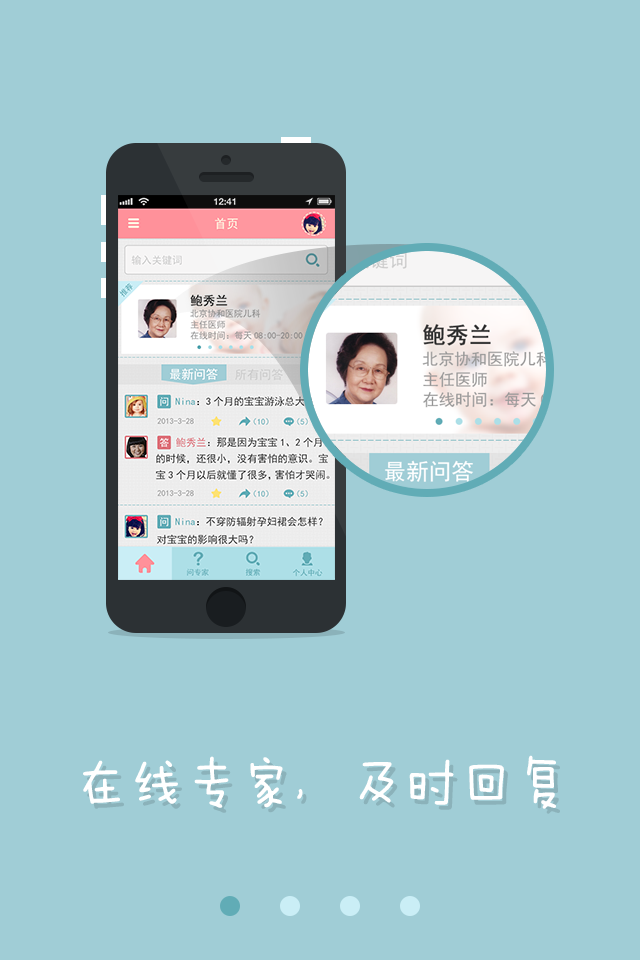 12:41
首页
输入关键词
推荐
鲍秀兰
北京协和医院儿科
主任医师
在线时间：每天 08:00-20:00
最新问答
所有问答
问 Nina：3 个月的宝宝游泳总大
2013-3-28 (10) (5)
答 鲍秀兰：那是因为宝宝 1、2 个月
的时候，还很小，没有害怕的意识。宝
宝 3 个月以后就懂了很多，害怕才哭闹。
2013-3-28 (10) (5)
问 Nina：不穿防辐射孕妇裙会怎样?
对宝宝的影响很大吗?
问专家
搜索
个人中心
键词
鲍秀兰
北京协和医院儿科
主任医师
在线时间：每天
最新问答
在线专家，及时回复